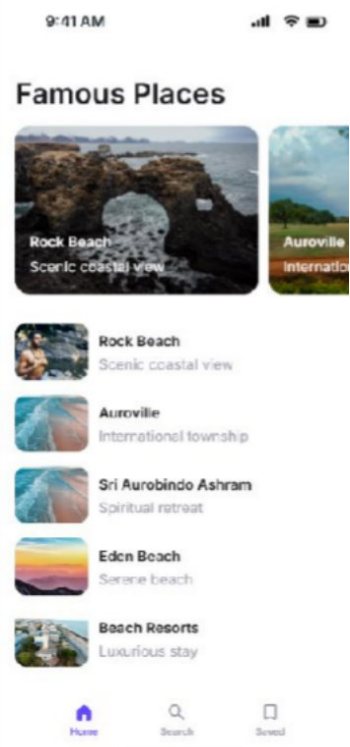 9:41 AM
Famous Places
Rock Beach
Scenic coastal view
Auroville
Internatio
Rock Beach
Scenic coastal view
Auroville
International township
Sri Aurobindo Ashram
Spiritual retreat
Eden Beach
Serene beach
Beach Resorts
Luxurious stay
Home
Search
Saved